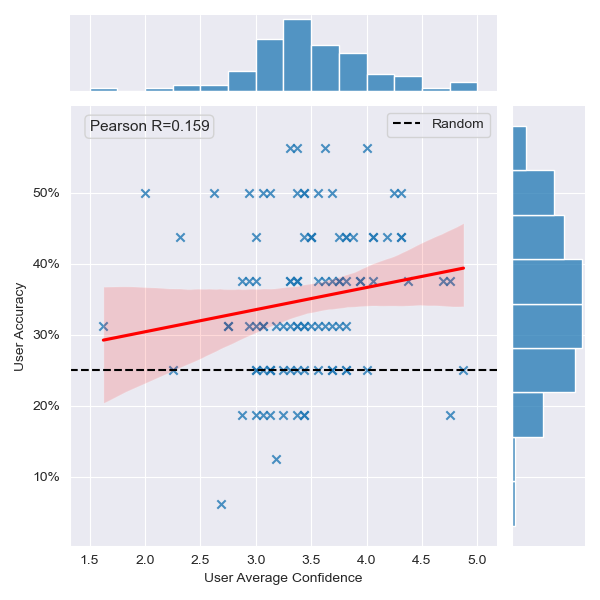 Pearson R=0.159
Random
50%
40%
30%
20%
10%
User Accuracy
1.5 2.0 2.5 3.0 3.5 4.0 4.5 5.0
User Average Confidence